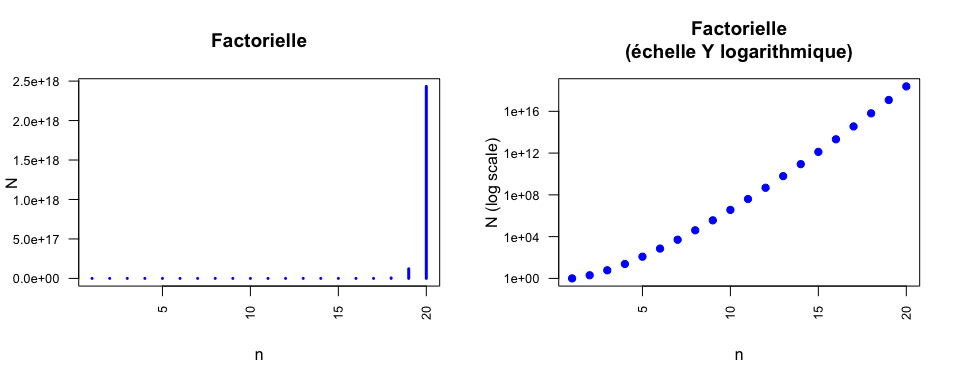 Factorielle
N
2.5e+18
2.0e+18
1.5e+18
1.0e+18
5.0e+17
0.0e+00
5
10
15
20
n
Factorielle
(échelle Y logarithmique)
N (log scale)
1e+16
1e+12
1e+08
1e+04
1e+00
5
10
15
20
n